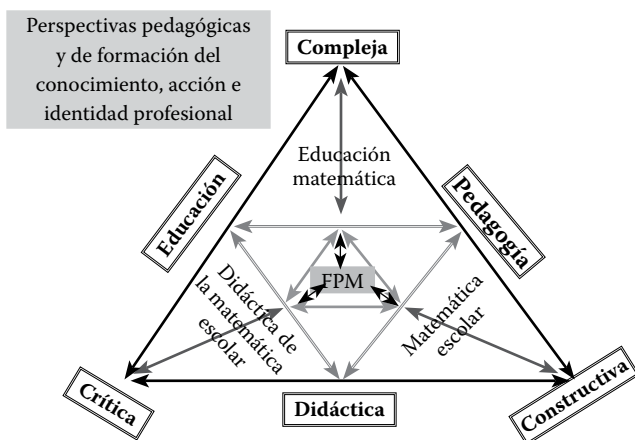 Perspectivas pedagógicas
y de formación del
conocimiento, acción e
identidad profesional
Compleja
Educación
matemática
Educación
Pedagogía
FPM
Didáctica de
la matemática
escolar
Matemática
escolar
Crítica
Didáctica
Constructiva